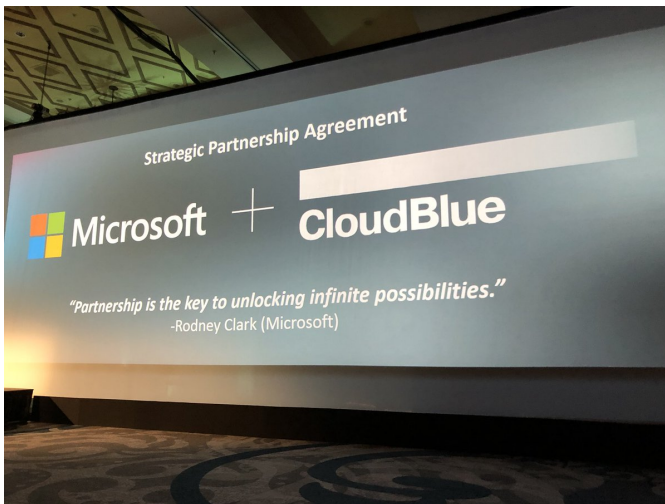 Strategic Partnership Agreement
Microsoft + CloudBlue
“Partnership is the key to unlocking infinite possibilities.”
-Rodney Clark (Microsoft)